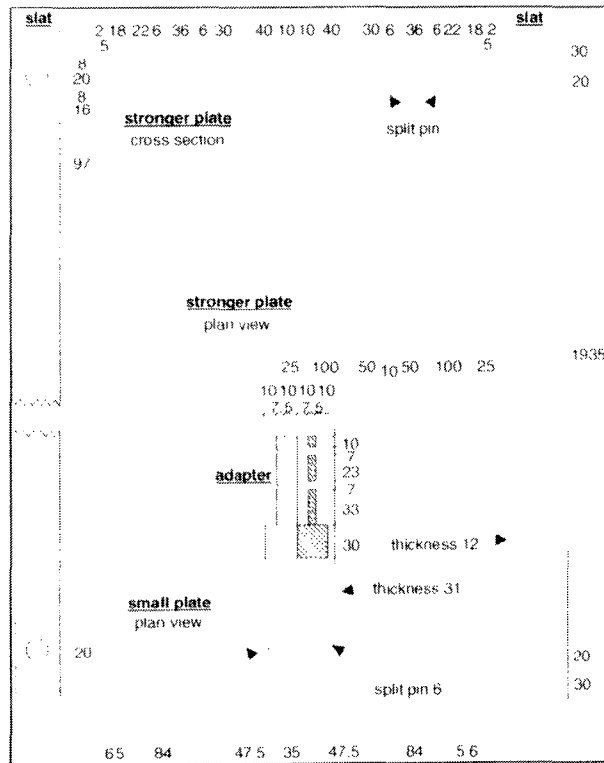 slat
slat
2 18 22 6 36 6 30 40 10 10 40 30 6 36 6 22 18 2
5
5
30
8
20
20
8
16
stronger plate
cross section
split pin
97
stronger plate
plan view
1935
25 100 50 10 50 100 25
10 10 10 10
10
7
adapter
23
7
33
30
thickness 12
thickness 31
small plate
plan view
20
20
split pin 6
30
65 84 47.5 35 47.5 84 5 6